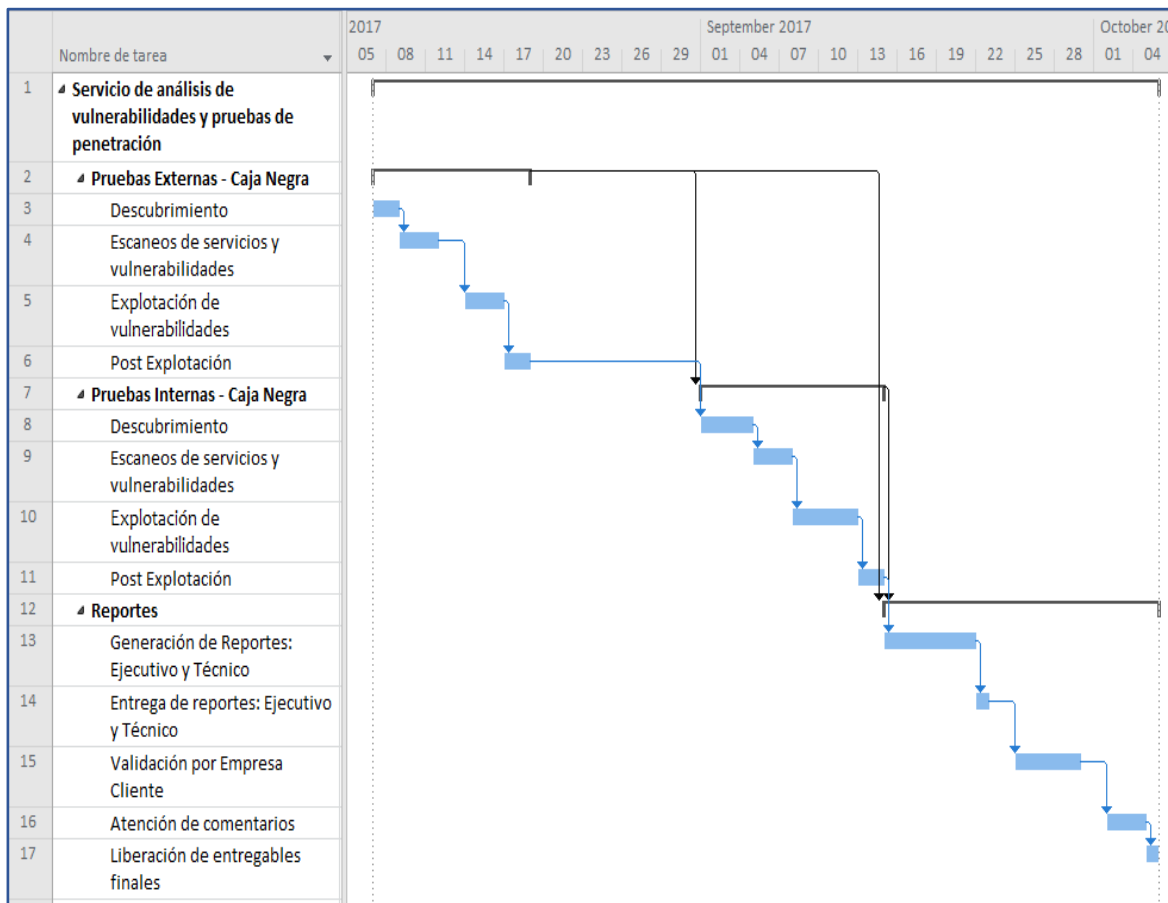 2017 September 2017 October 20
Nombre de tarea 05 08 11 14 17 20 23 26 29 01 04 07 10 13 16 19 22 25 28 01 04
1 Servicio de análisis de
vulnerabilidades y pruebas de
penetración
2 Pruebas Externas - Caja Negra
3 Descubrimiento
4 Escaneos de servicios y
vulnerabilidades
5 Explotación de
vulnerabilidades
6 Post Explotación
7 Pruebas Internas - Caja Negra
8 Descubrimiento
9 Escaneos de servicios y
vulnerabilidades
10 Explotación de
vulnerabilidades
11 Post Explotación
12 Reportes
13 Generación de Reportes:
Ejecutivo y Técnico
14 Entrega de reportes: Ejecutivo
y Técnico
15 Validación por Empresa
Cliente
16 Atención de comentarios
17 Liberación de entregables
finales